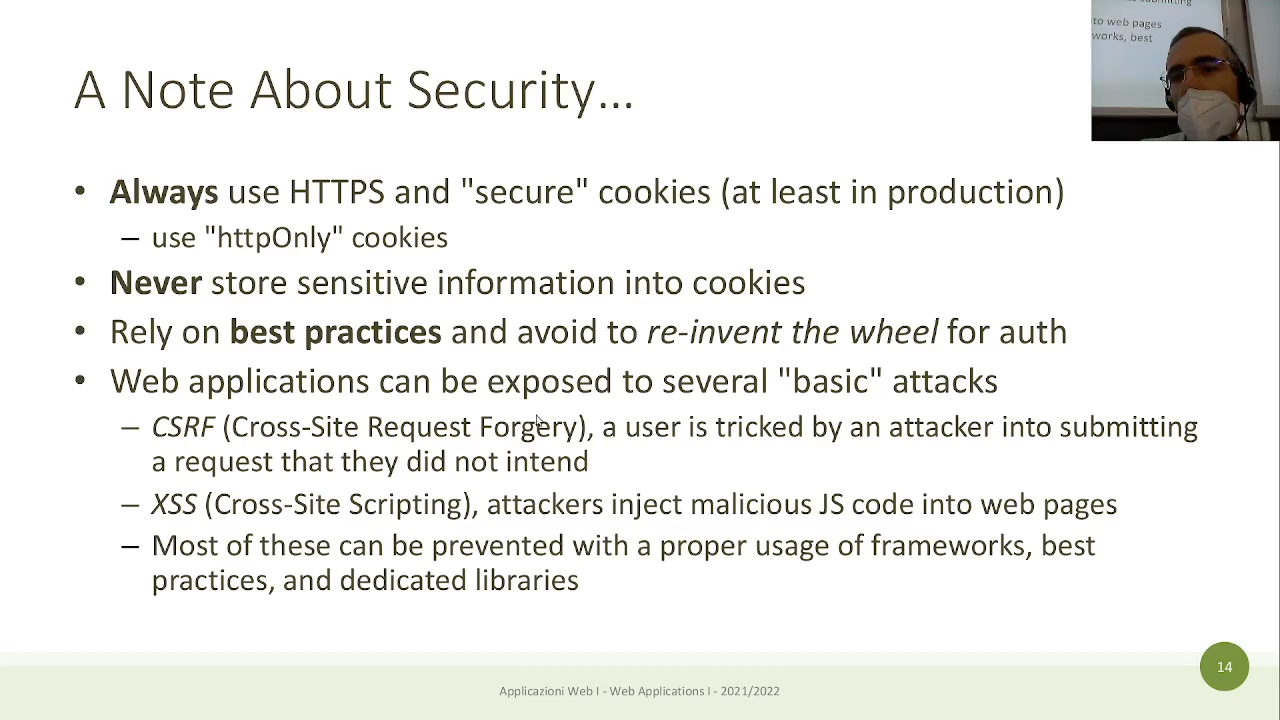 A Note About Security...
• Always use HTTPS and "secure" cookies (at least in production)
– use "httpOnly" cookies
• Never store sensitive information into cookies
• Rely on best practices and avoid to re-invent the wheel for auth
• Web applications can be exposed to several "basic" attacks
– CSRF (Cross-Site Request Forgery), a user is tricked by an attacker into submitting
a request that they did not intend
– XSS (Cross-Site Scripting), attackers inject malicious JS code into web pages
– Most of these can be prevented with a proper usage of frameworks, best
practices, and dedicated libraries
Applicazioni Web I - Web Applications I - 2021/2022
14
submitting
to web pages
works, best